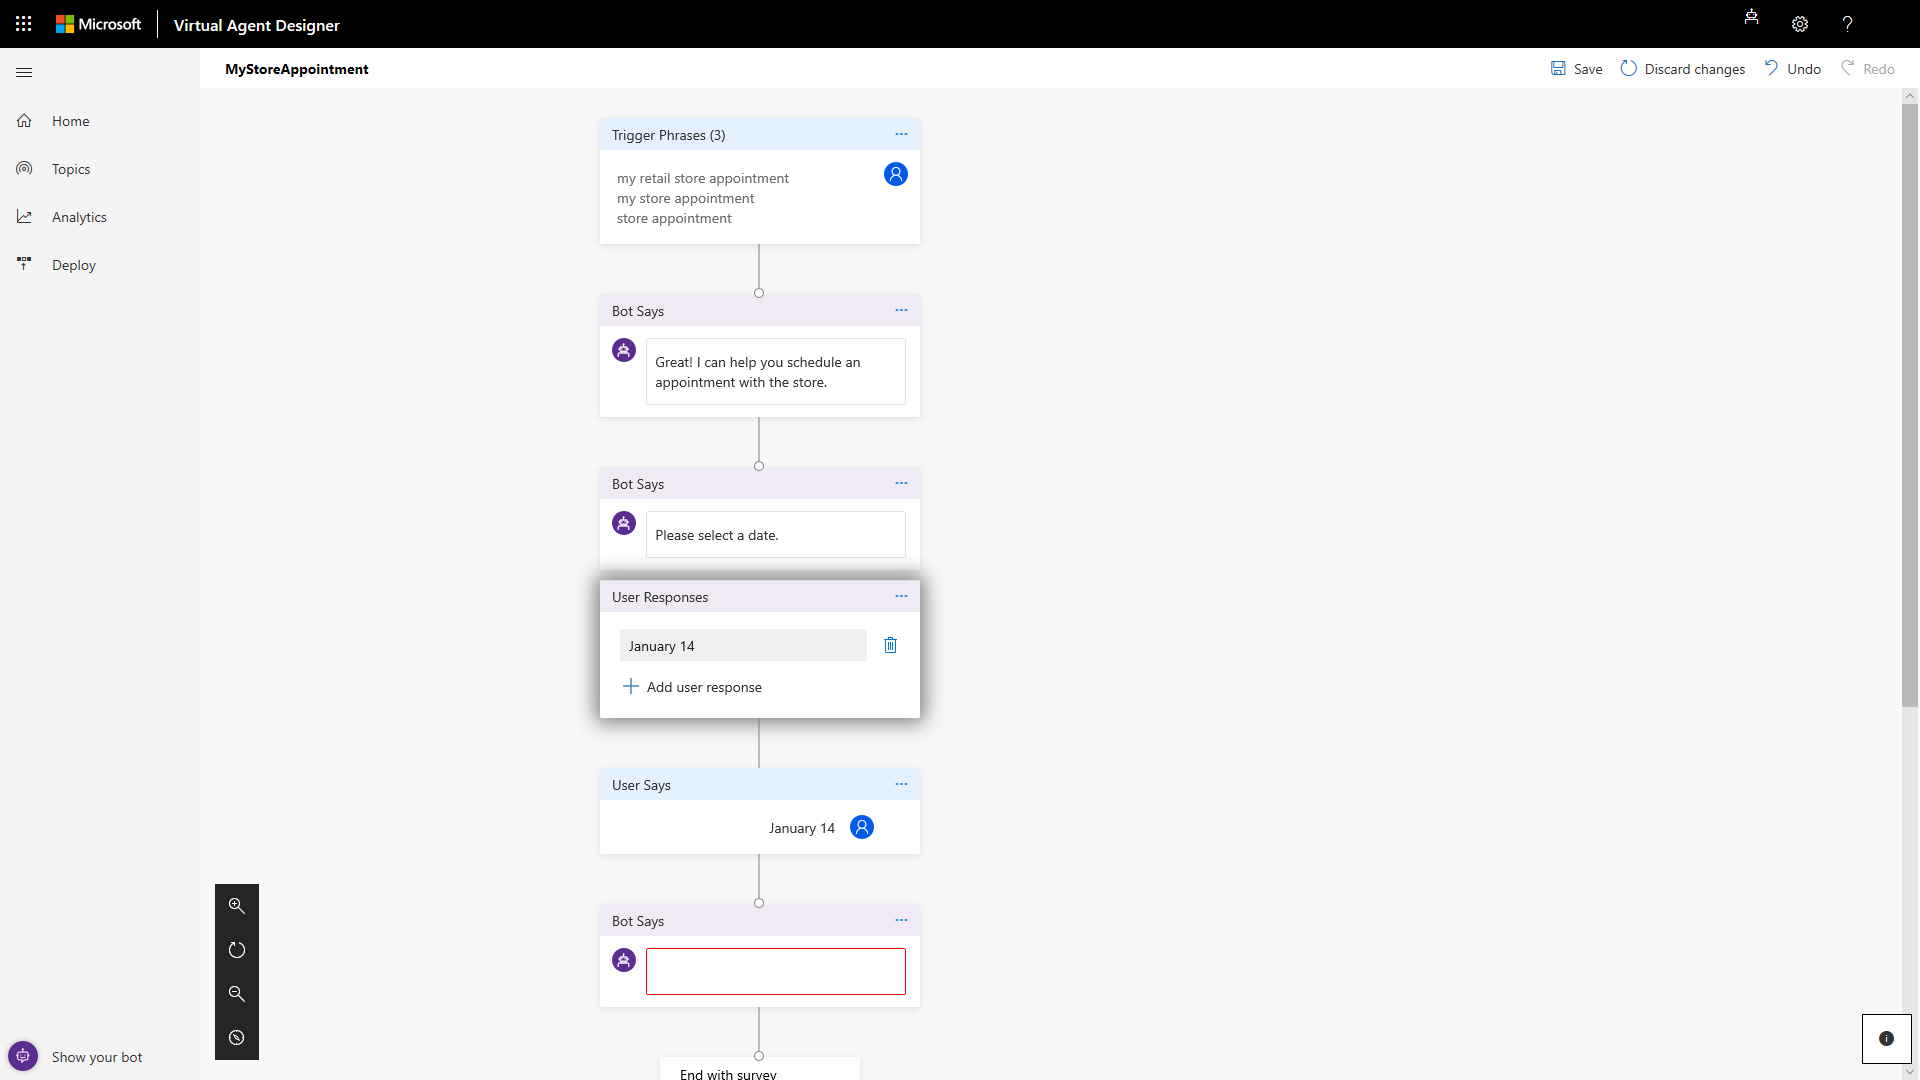 Microsoft
Virtual Agent Designer
MyStoreAppointment
Save
Discard changes
Undo
Redo
Home
Topics
Analytics
Deploy
Trigger Phrases (3)
my retail store appointment
my store appointment
store appointment
Bot Says
Great! I can help you schedule an
appointment with the store.
Bot Says
Please select a date.
User Responses
January 14
Add user response
User Says
January 14
Bot Says
End with survey
Show your bot